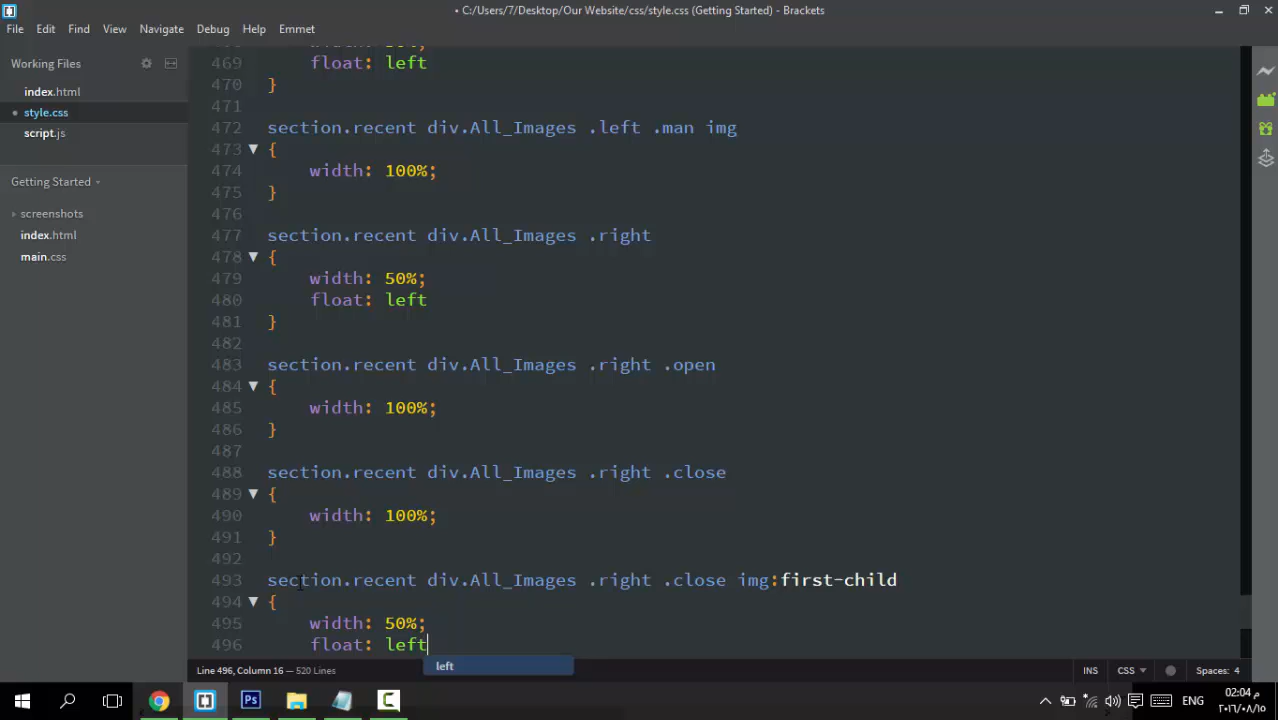 • C:/Users/7/Desktop/Our Website/css/style.css (Getting Started) - Brackets
File Edit Find View Navigate Debug Help Emmet
Working Files
index.html
• style.css
script.js
Getting Started
screenshots
index.html
main.css
469 float: left
470 }
471
472 section.recent div.All_Images .left .man img
473 {
474 width: 100%;
475 }
476
477 section.recent div.All_Images .right
478 {
479 width: 50%;
480 float: left
481 }
482
483 section.recent div.All_Images .right .open
484 {
485 width: 100%;
486 }
487
488 section.recent div.All_Images .right .close
489 {
490 width: 100%;
491 }
492
493 section.recent div.All_Images .right .close img:first-child
494 {
495 width: 50%;
496 float: left
left
Line 496, Column 16 — 520 Lines
INS CSS Spaces: 4
Ps
C
ENG
02:04 م
٢٠١٦/٠٨/١٥